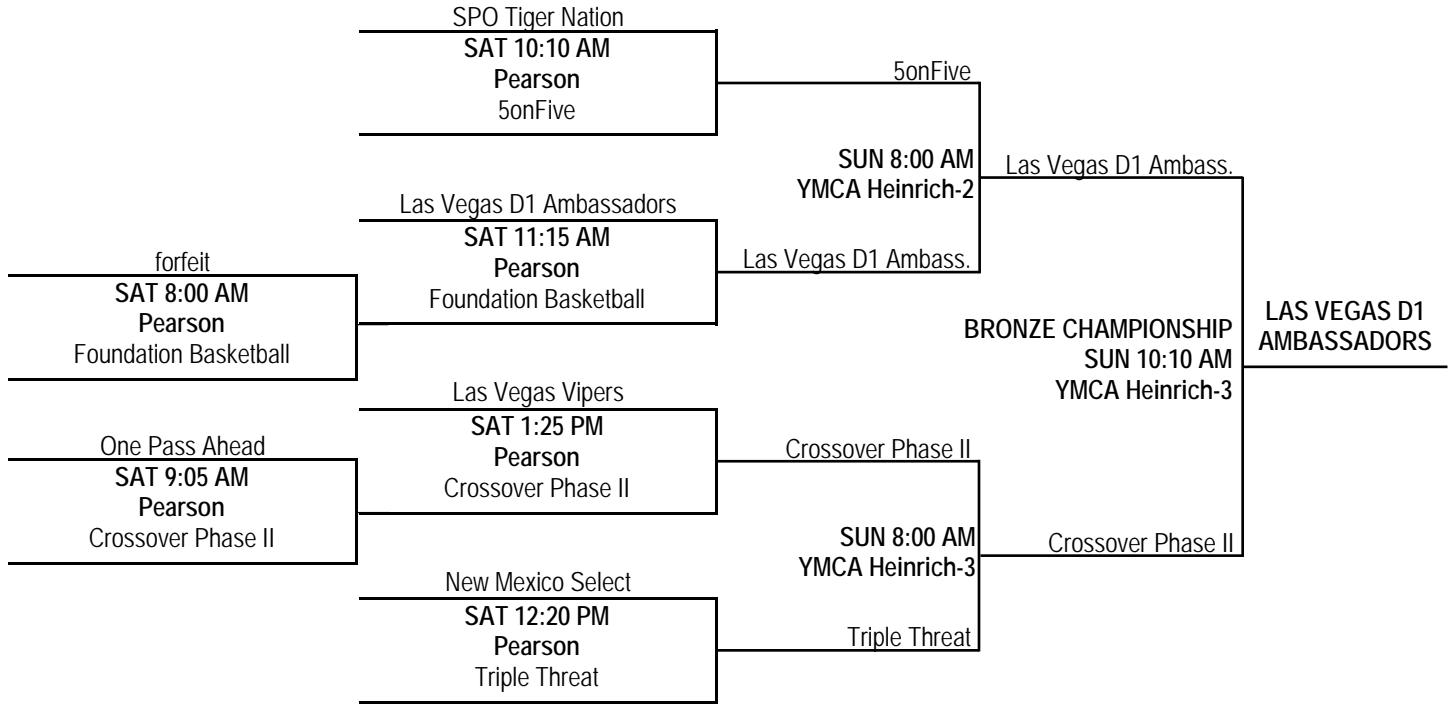 SPO Tiger Nation
SAT 10:10 AM
Pearson
5onFive
5onFive
SUN 8:00 AM
YMCA Heinrich-2
Las Vegas D1 Ambass.
Las Vegas D1 Ambassadors
SAT 11:15 AM
Pearson
Foundation Basketball
Las Vegas D1 Ambass.
forfeit
SAT 8:00 AM
Pearson
Foundation Basketball
BRONZE CHAMPIONSHIP
SUN 10:10 AM
YMCA Heinrich-3
LAS VEGAS D1
AMBASSADORS
Las Vegas Vipers
SAT 1:25 PM
Pearson
Crossover Phase II
Crossover Phase II
One Pass Ahead
SAT 9:05 AM
Pearson
Crossover Phase II
SUN 8:00 AM
YMCA Heinrich-3
Crossover Phase II
New Mexico Select
SAT 12:20 PM
Pearson
Triple Threat
Triple Threat